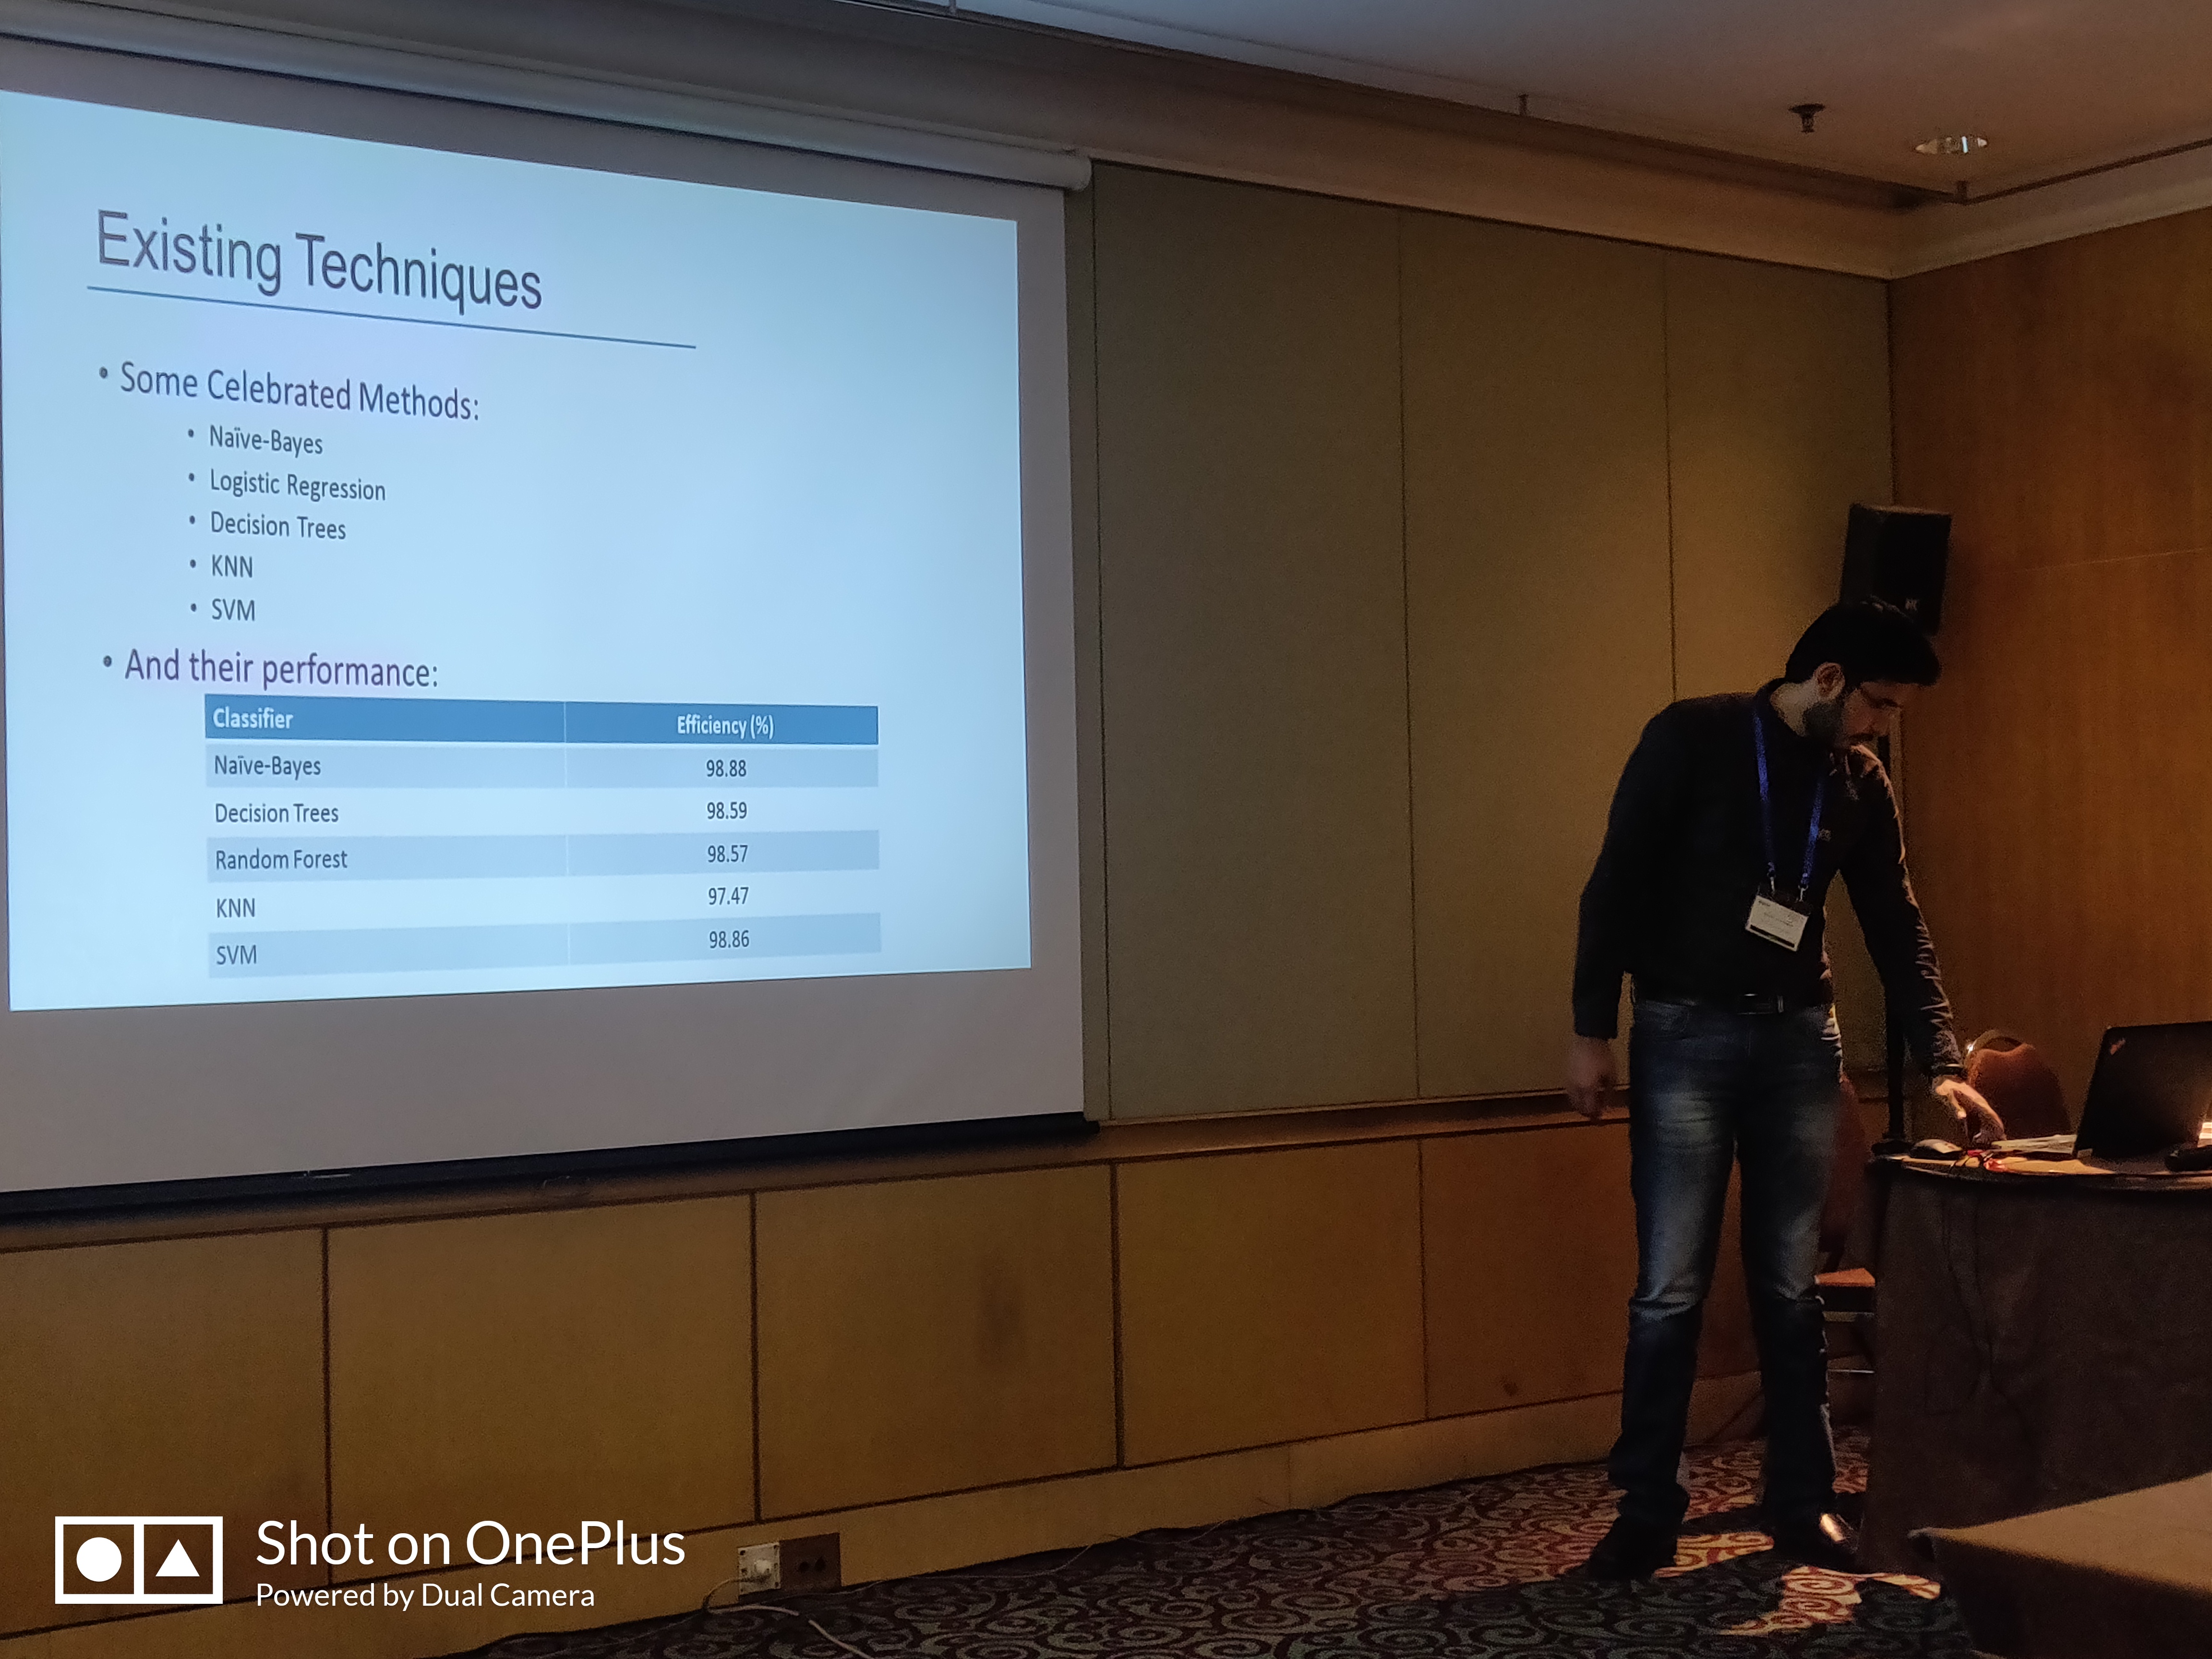 Existing Techniques
• Some Celebrated Methods:
• Naïve-Bayes
• Logistic Regression
• Decision Trees
• KNN
• SVM
• And their performance:
Classifier Efficiency (%)
Naïve-Bayes 98.88
Decision Trees 98.59
Random Forest 98.57
KNN 97.47
SVM 98.86
Shot on OnePlus
Powered by Dual Camera